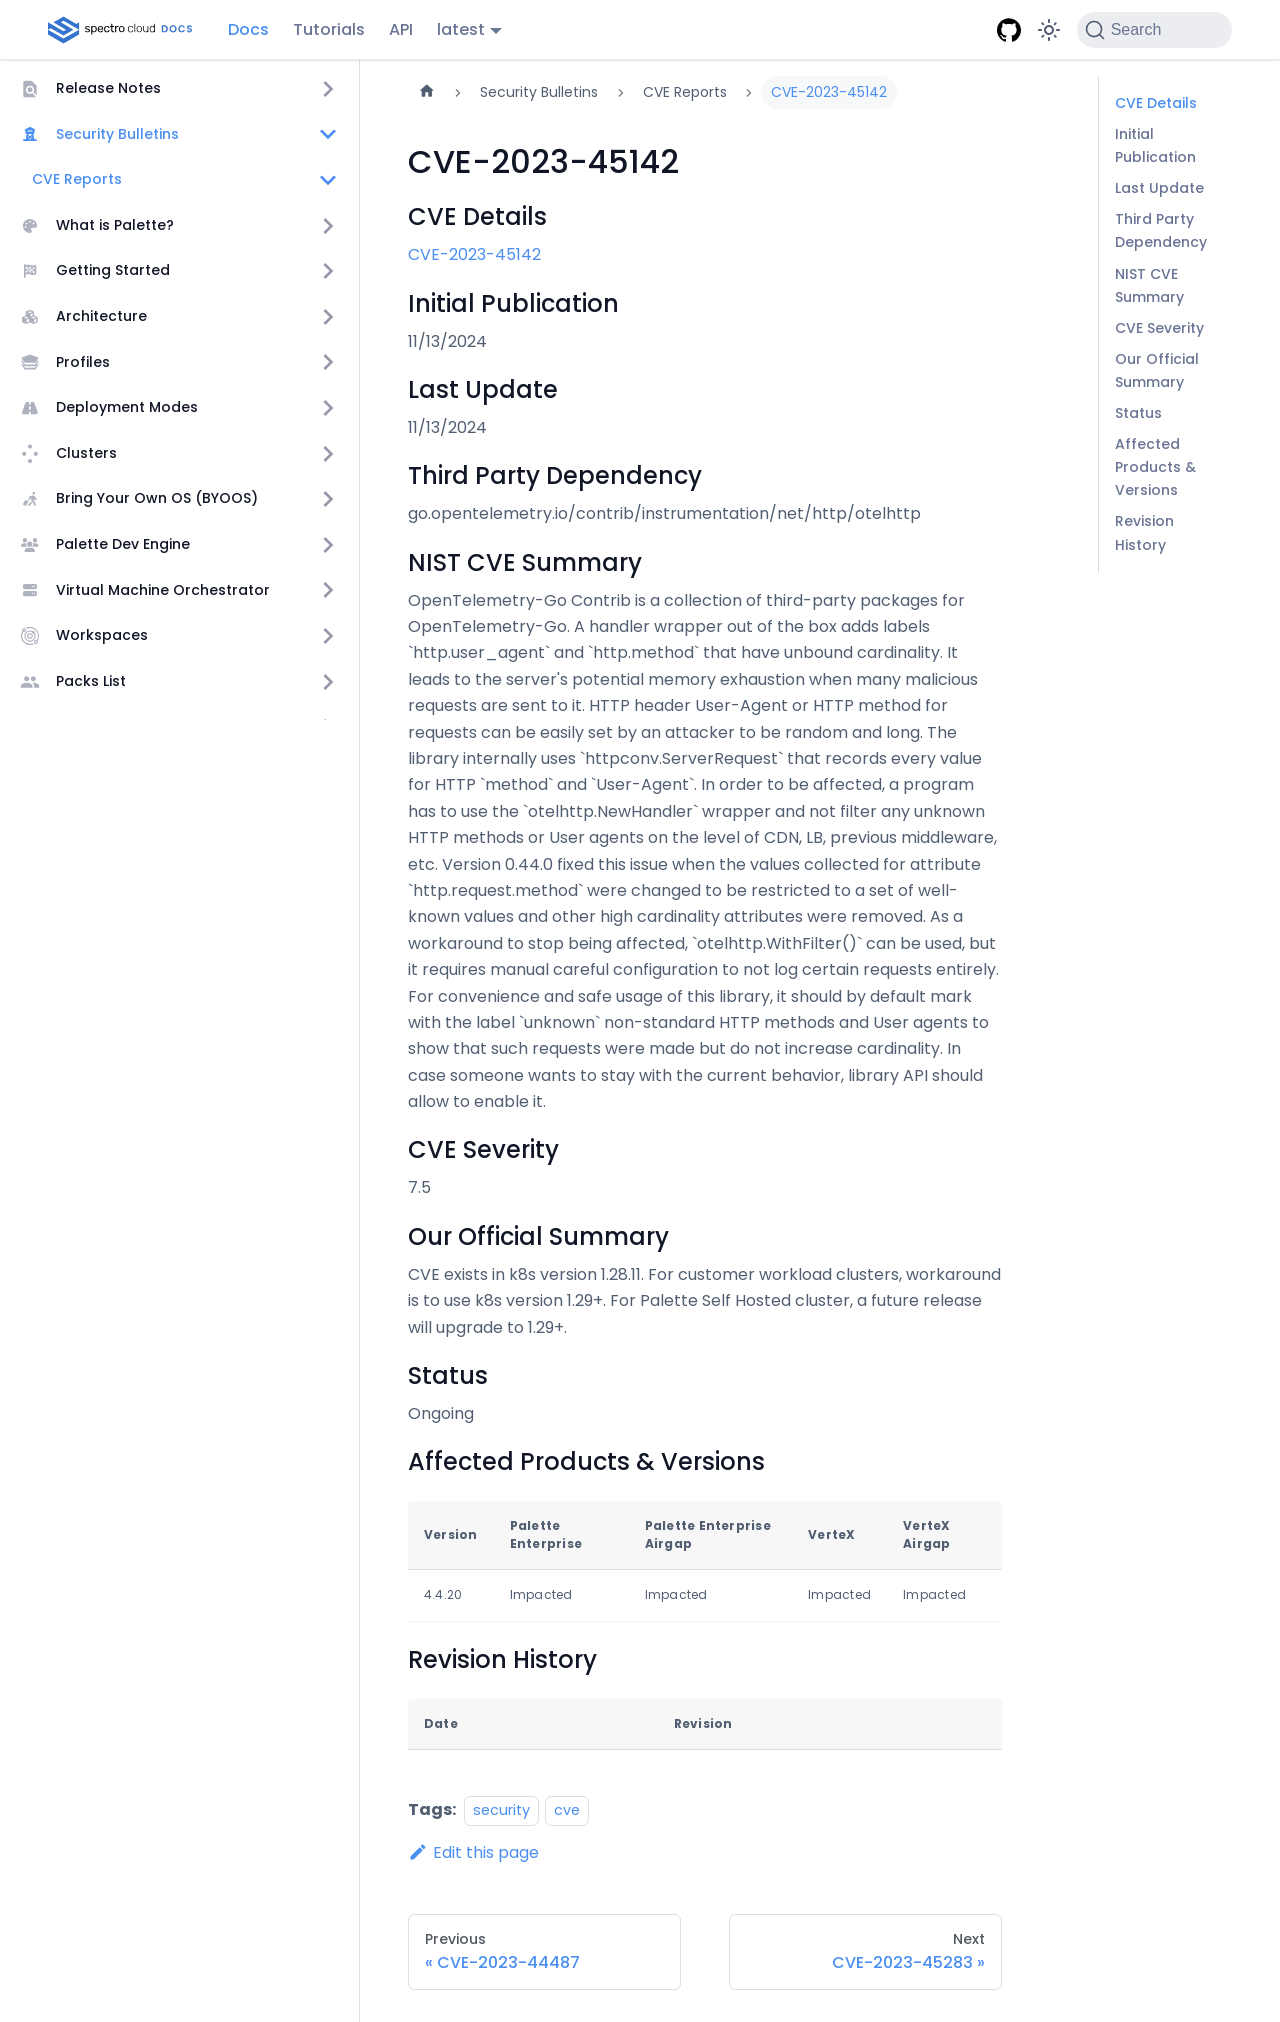 spectro cloud DOCS
Docs
Tutorials
API
latest
Search
Release Notes
Security Bulletins
CVE Reports
What is Palette?
Getting Started
Architecture
Profiles
Deployment Modes
Clusters
Bring Your Own OS (BYOOS)
Palette Dev Engine
Virtual Machine Orchestrator
Workspaces
Packs List
Security Bulletins
CVE Reports
CVE-2023-45142
CVE-2023-45142
CVE Details
CVE-2023-45142
Initial Publication
11/13/2024
Last Update
11/13/2024
Third Party Dependency
go.opentelemetry.io/contrib/instrumentation/net/http/otelhttp
NIST CVE Summary
OpenTelemetry-Go Contrib is a collection of third-party packages for
OpenTelemetry-Go. A handler wrapper out of the box adds labels
`http.user_agent` and `http.method` that have unbound cardinality. It
leads to the server's potential memory exhaustion when many malicious
requests are sent to it. HTTP header User-Agent or HTTP method for
requests can be easily set by an attacker to be random and long. The
library internally uses `httpconv.ServerRequest` that records every value
for HTTP `method` and `User-Agent`. In order to be affected, a program
has to use the `otelhttp.NewHandler` wrapper and not filter any unknown
HTTP methods or User agents on the level of CDN, LB, previous middleware,
etc. Version 0.44.0 fixed this issue when the values collected for attribute
`http.request.method` were changed to be restricted to a set of well-
known values and other high cardinality attributes were removed. As a
workaround to stop being affected, `otelhttp.WithFilter()` can be used, but
it requires manual careful configuration to not log certain requests entirely.
For convenience and safe usage of this library, it should by default mark
with the label `unknown` non-standard HTTP methods and User agents to
show that such requests were made but do not increase cardinality. In
case someone wants to stay with the current behavior, library API should
allow to enable it.
CVE Severity
7.5
Our Official Summary
CVE exists in k8s version 1.28.11. For customer workload clusters, workaround
is to use k8s version 1.29+. For Palette Self Hosted cluster, a future release
will upgrade to 1.29+.
Status
Ongoing
Affected Products & Versions
Version
Palette
Enterprise
Palette Enterprise
Airgap
VerteX
VerteX
Airgap
4.4.20
Impacted
Impacted
Impacted
Impacted
Revision History
Date
Revision
Tags:
security
cve
Edit this page
Previous
« CVE-2023-44487
Next
CVE-2023-45283 »
CVE Details
Initial
Publication
Last Update
Third Party
Dependency
NIST CVE
Summary
CVE Severity
Our Official
Summary
Status
Affected
Products &
Versions
Revision
History